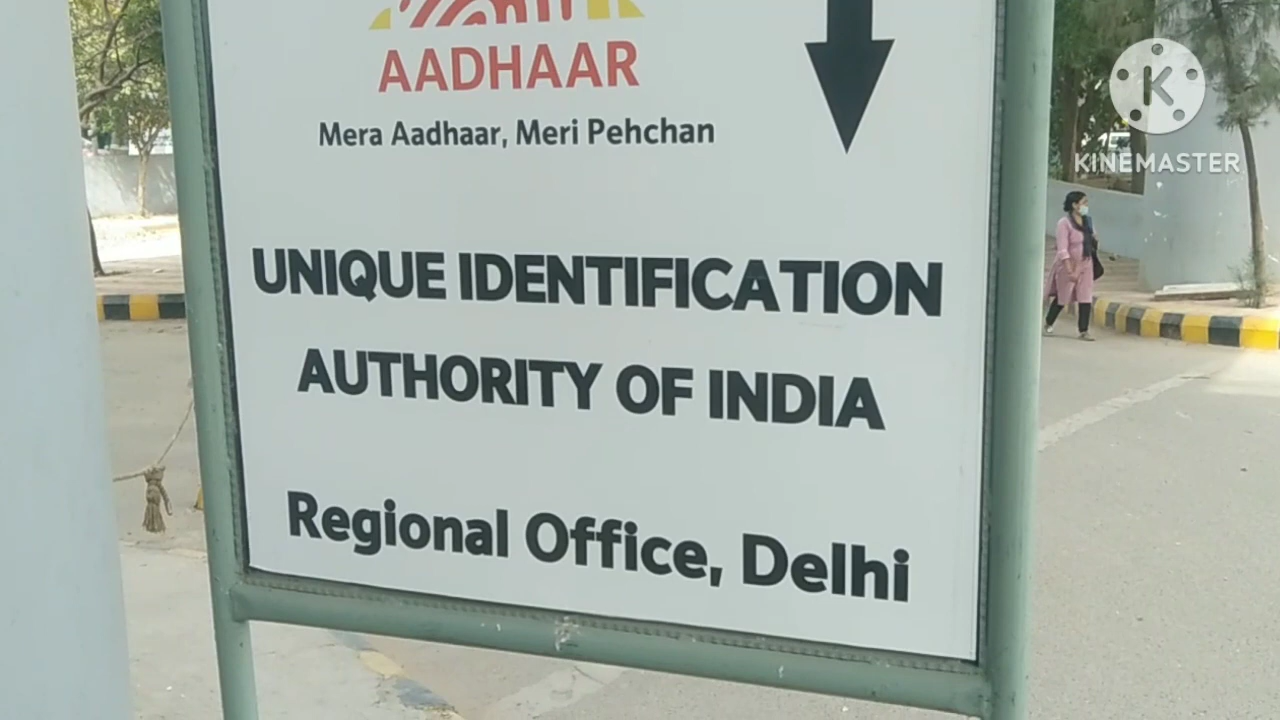 AADHAAR
Mera Aadhaar, Meri Pehchan
UNIQUE IDENTIFICATION
AUTHORITY OF INDIA
Regional Office, Delhi
K
KINEMASTER